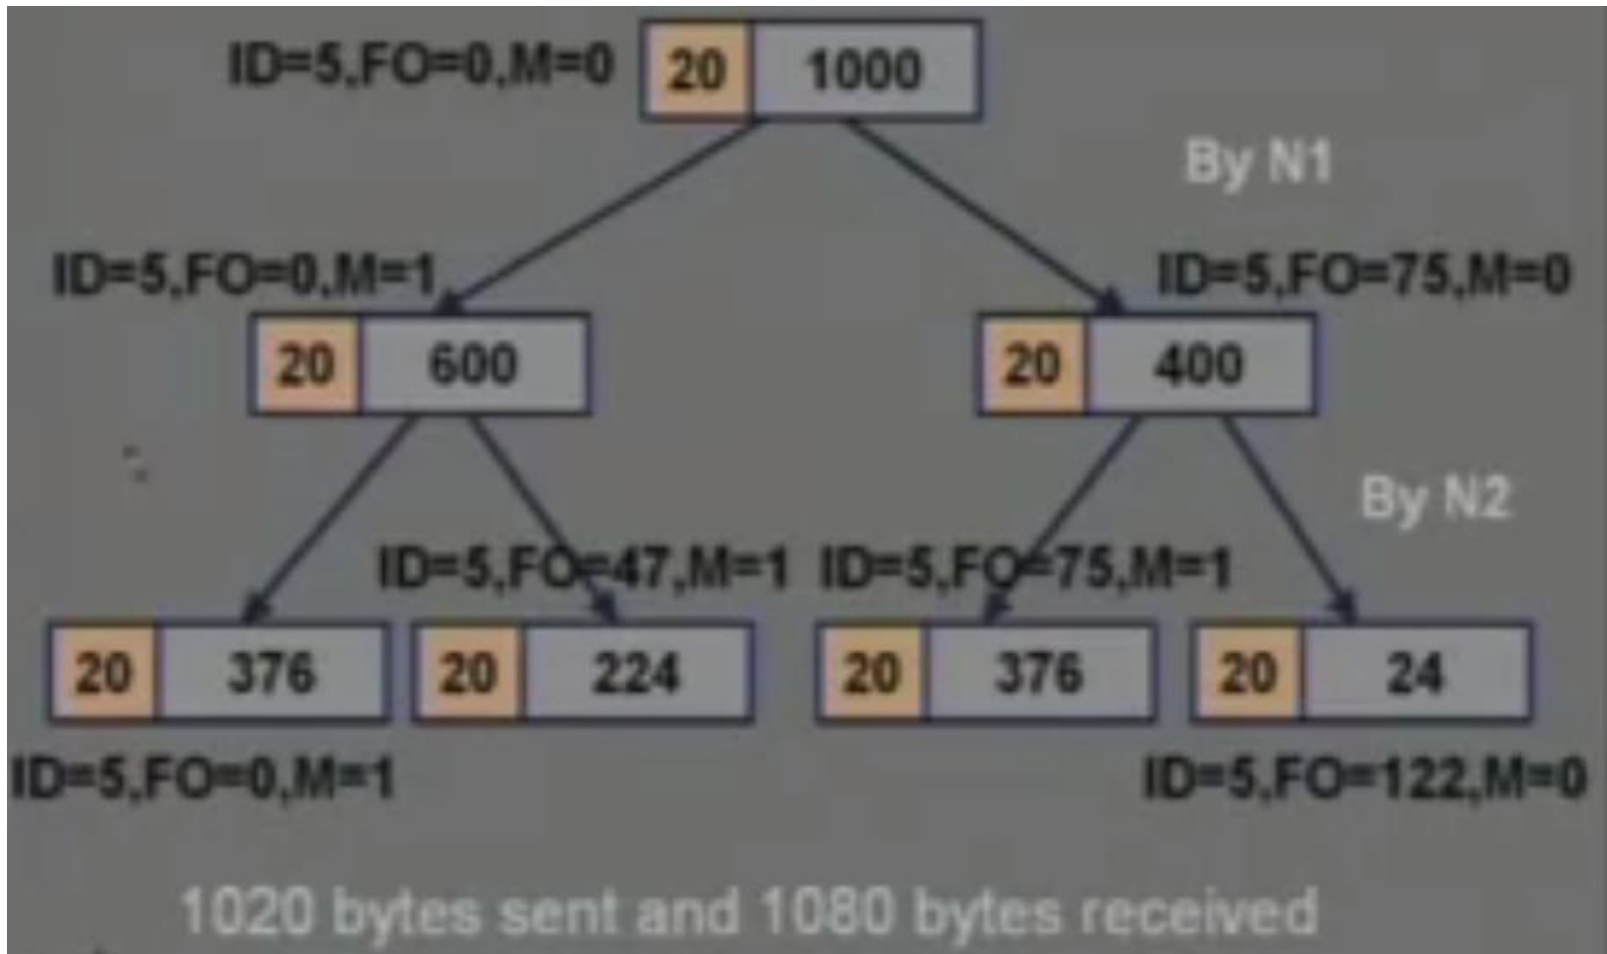 ID=5,FO=0,M=0
20 1000
By N1
ID=5,FO=0,M=1
ID=5,FO=75,M=0
20 600
20 400
By N2
ID=5,FO=47,M=1
ID=5,FO=75,M=1
20 376
20 224
20 376
20 24
ID=5,FO=0,M=1
ID=5,FO=122,M=0
1020 bytes sent and 1080 bytes received